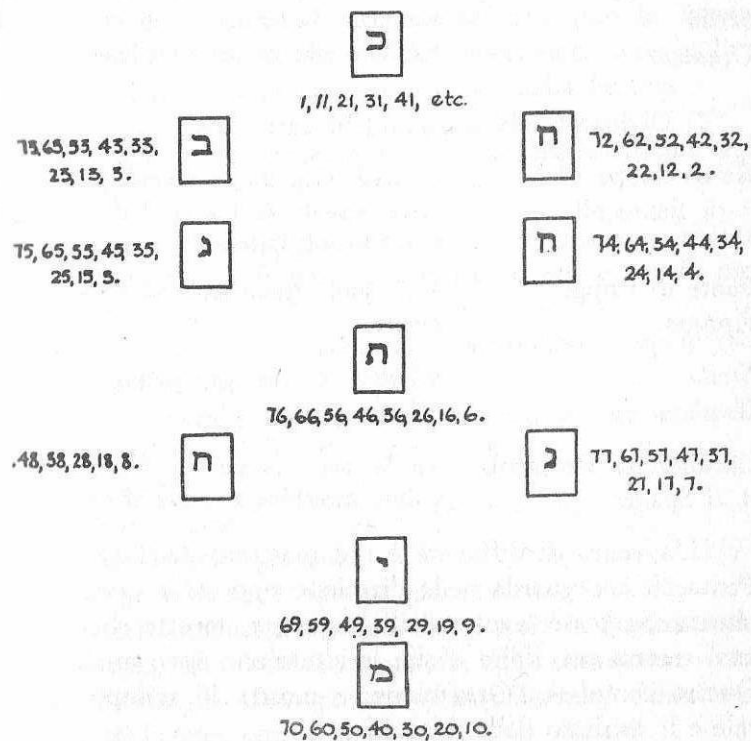 כ
1, 11, 21, 31, 41, etc.
73,63,53,43,33,
23,13,3.
ב
ח
72,62,52,42,32,
22,12,2.
75,65,55,45,35,
25,15,5.
ג
ח
74,64,54,44,34,
24,14,4.
ת
76,66,56,46,36,26,16,6.
.48,38,28,18,8.
ח
נ
77,67,57,47,37,
27,17,7.
י
69,59,49,39,29,19,9.
מ
70,60,50,40,30,20,10.